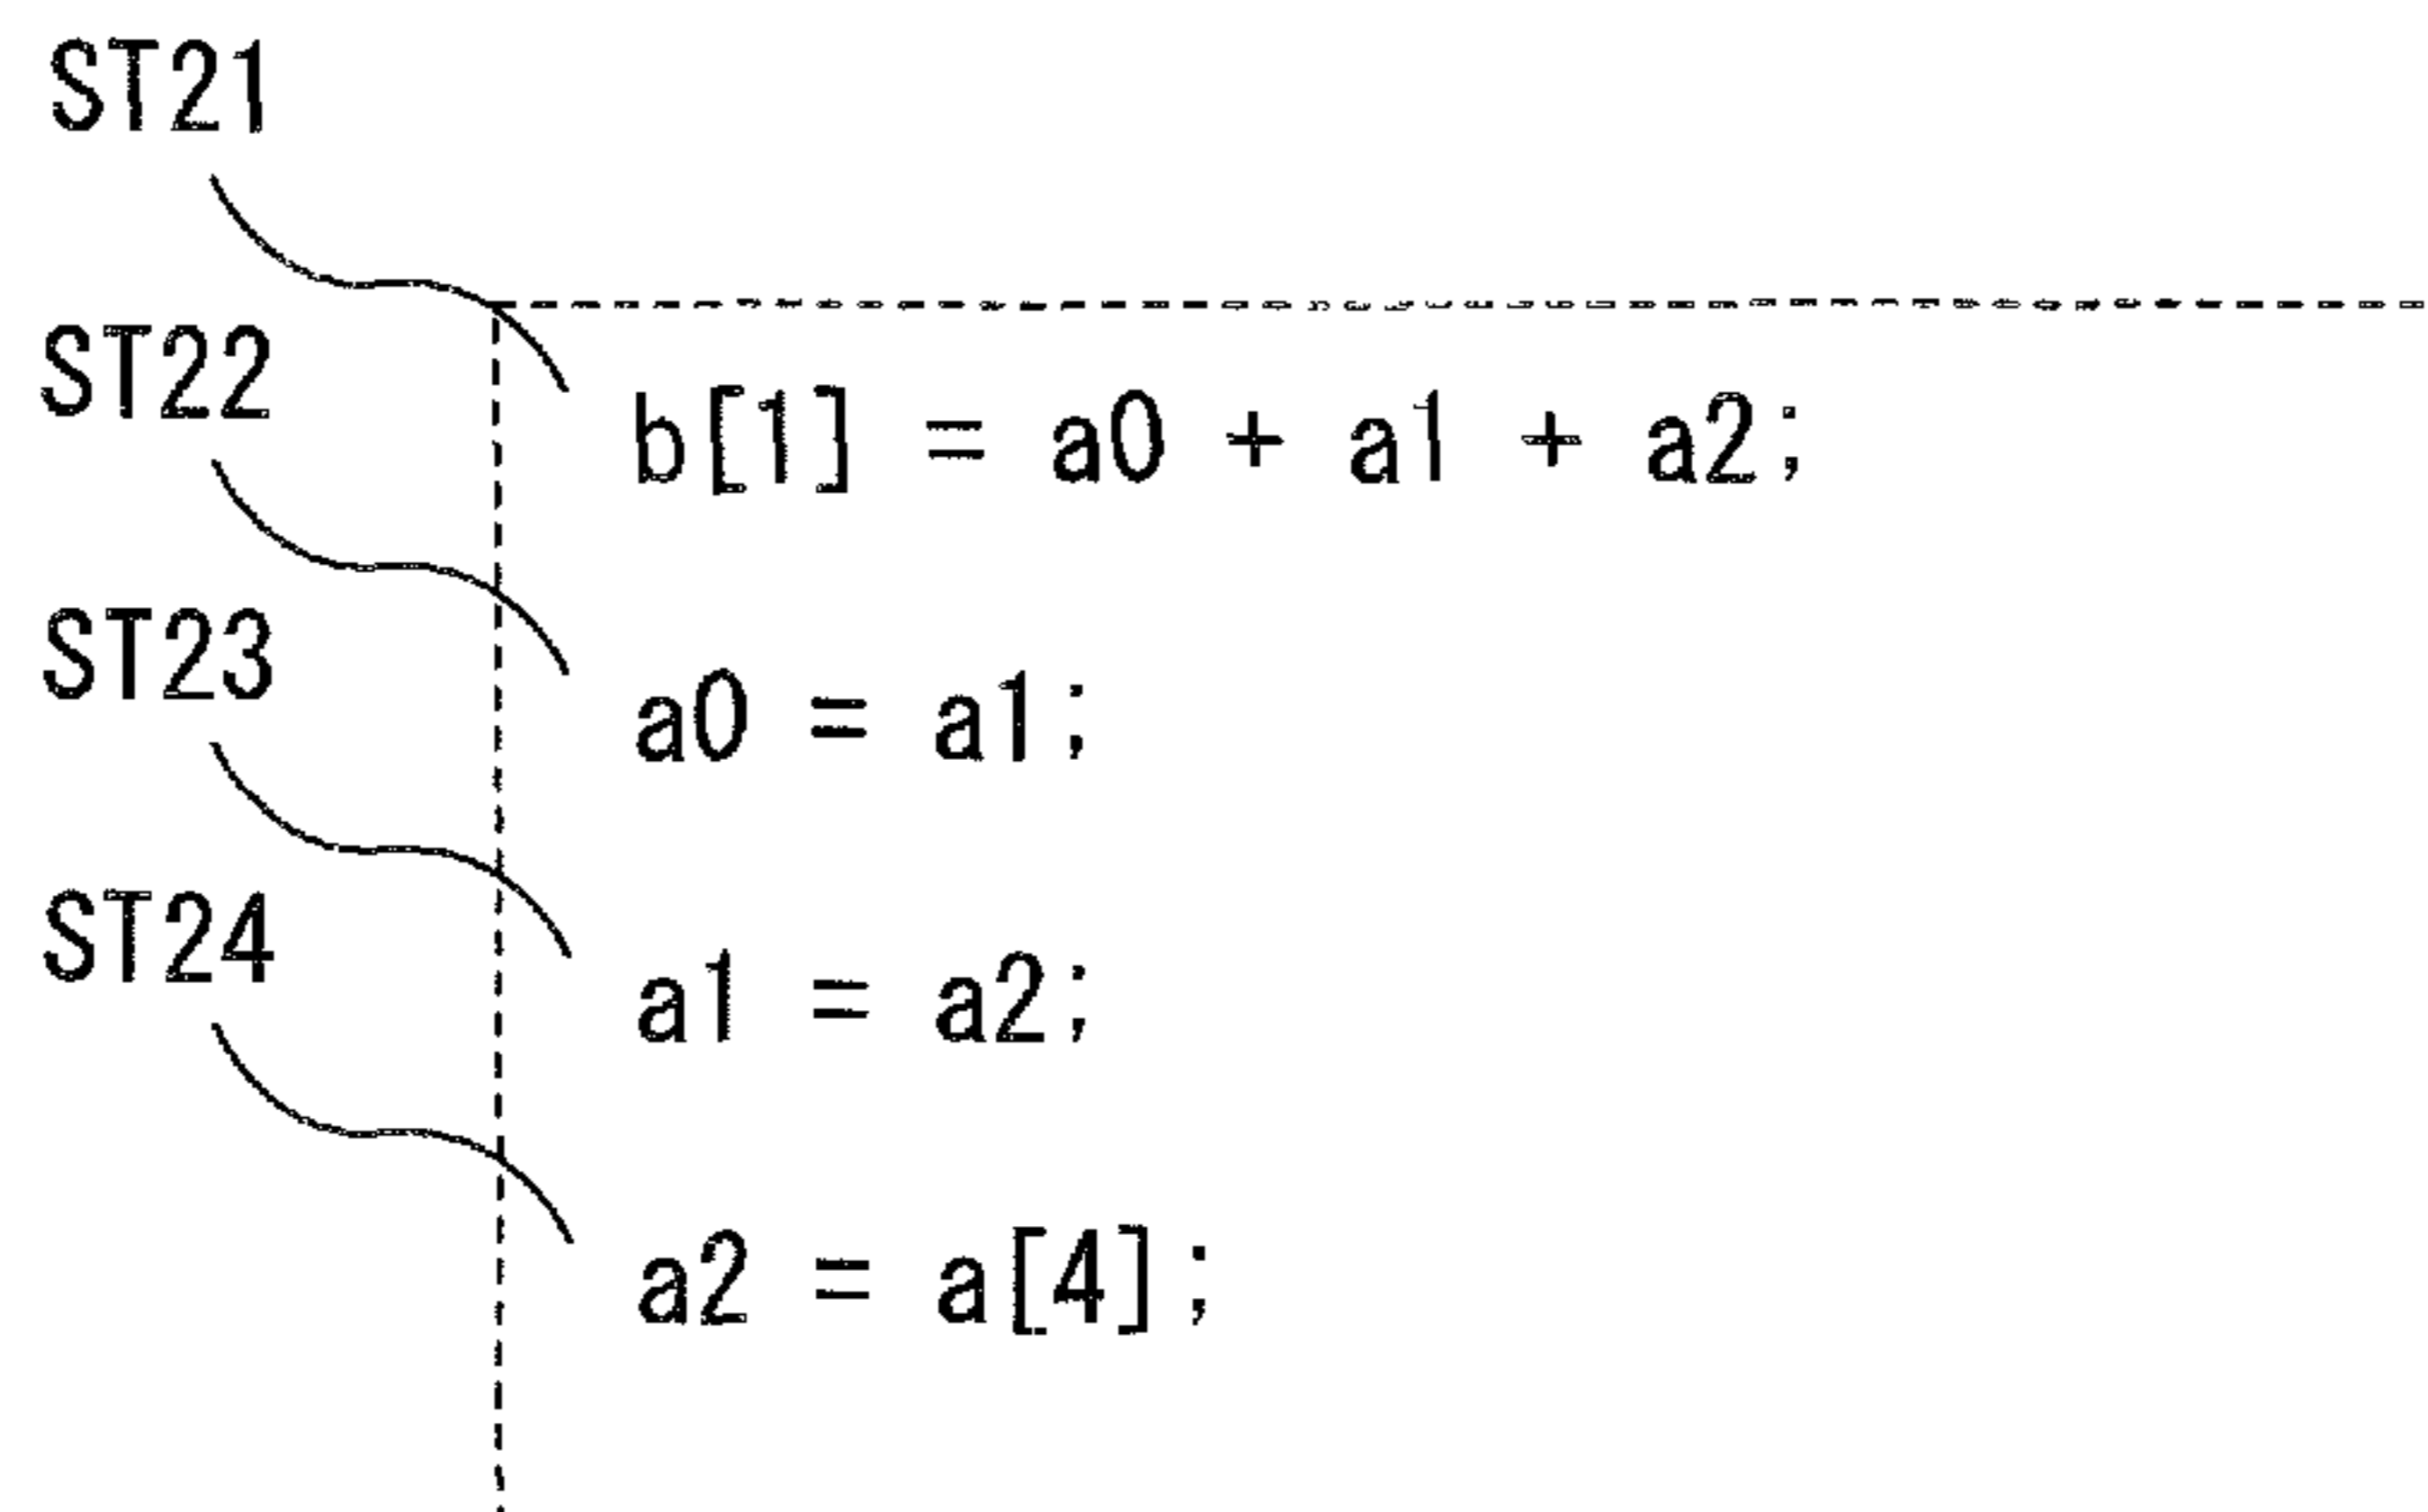 ST21
ST22
b[1] = a0 + a1 + a2;
ST23
a0 = a1;
ST24
a1 = a2;
a2 = a[4];